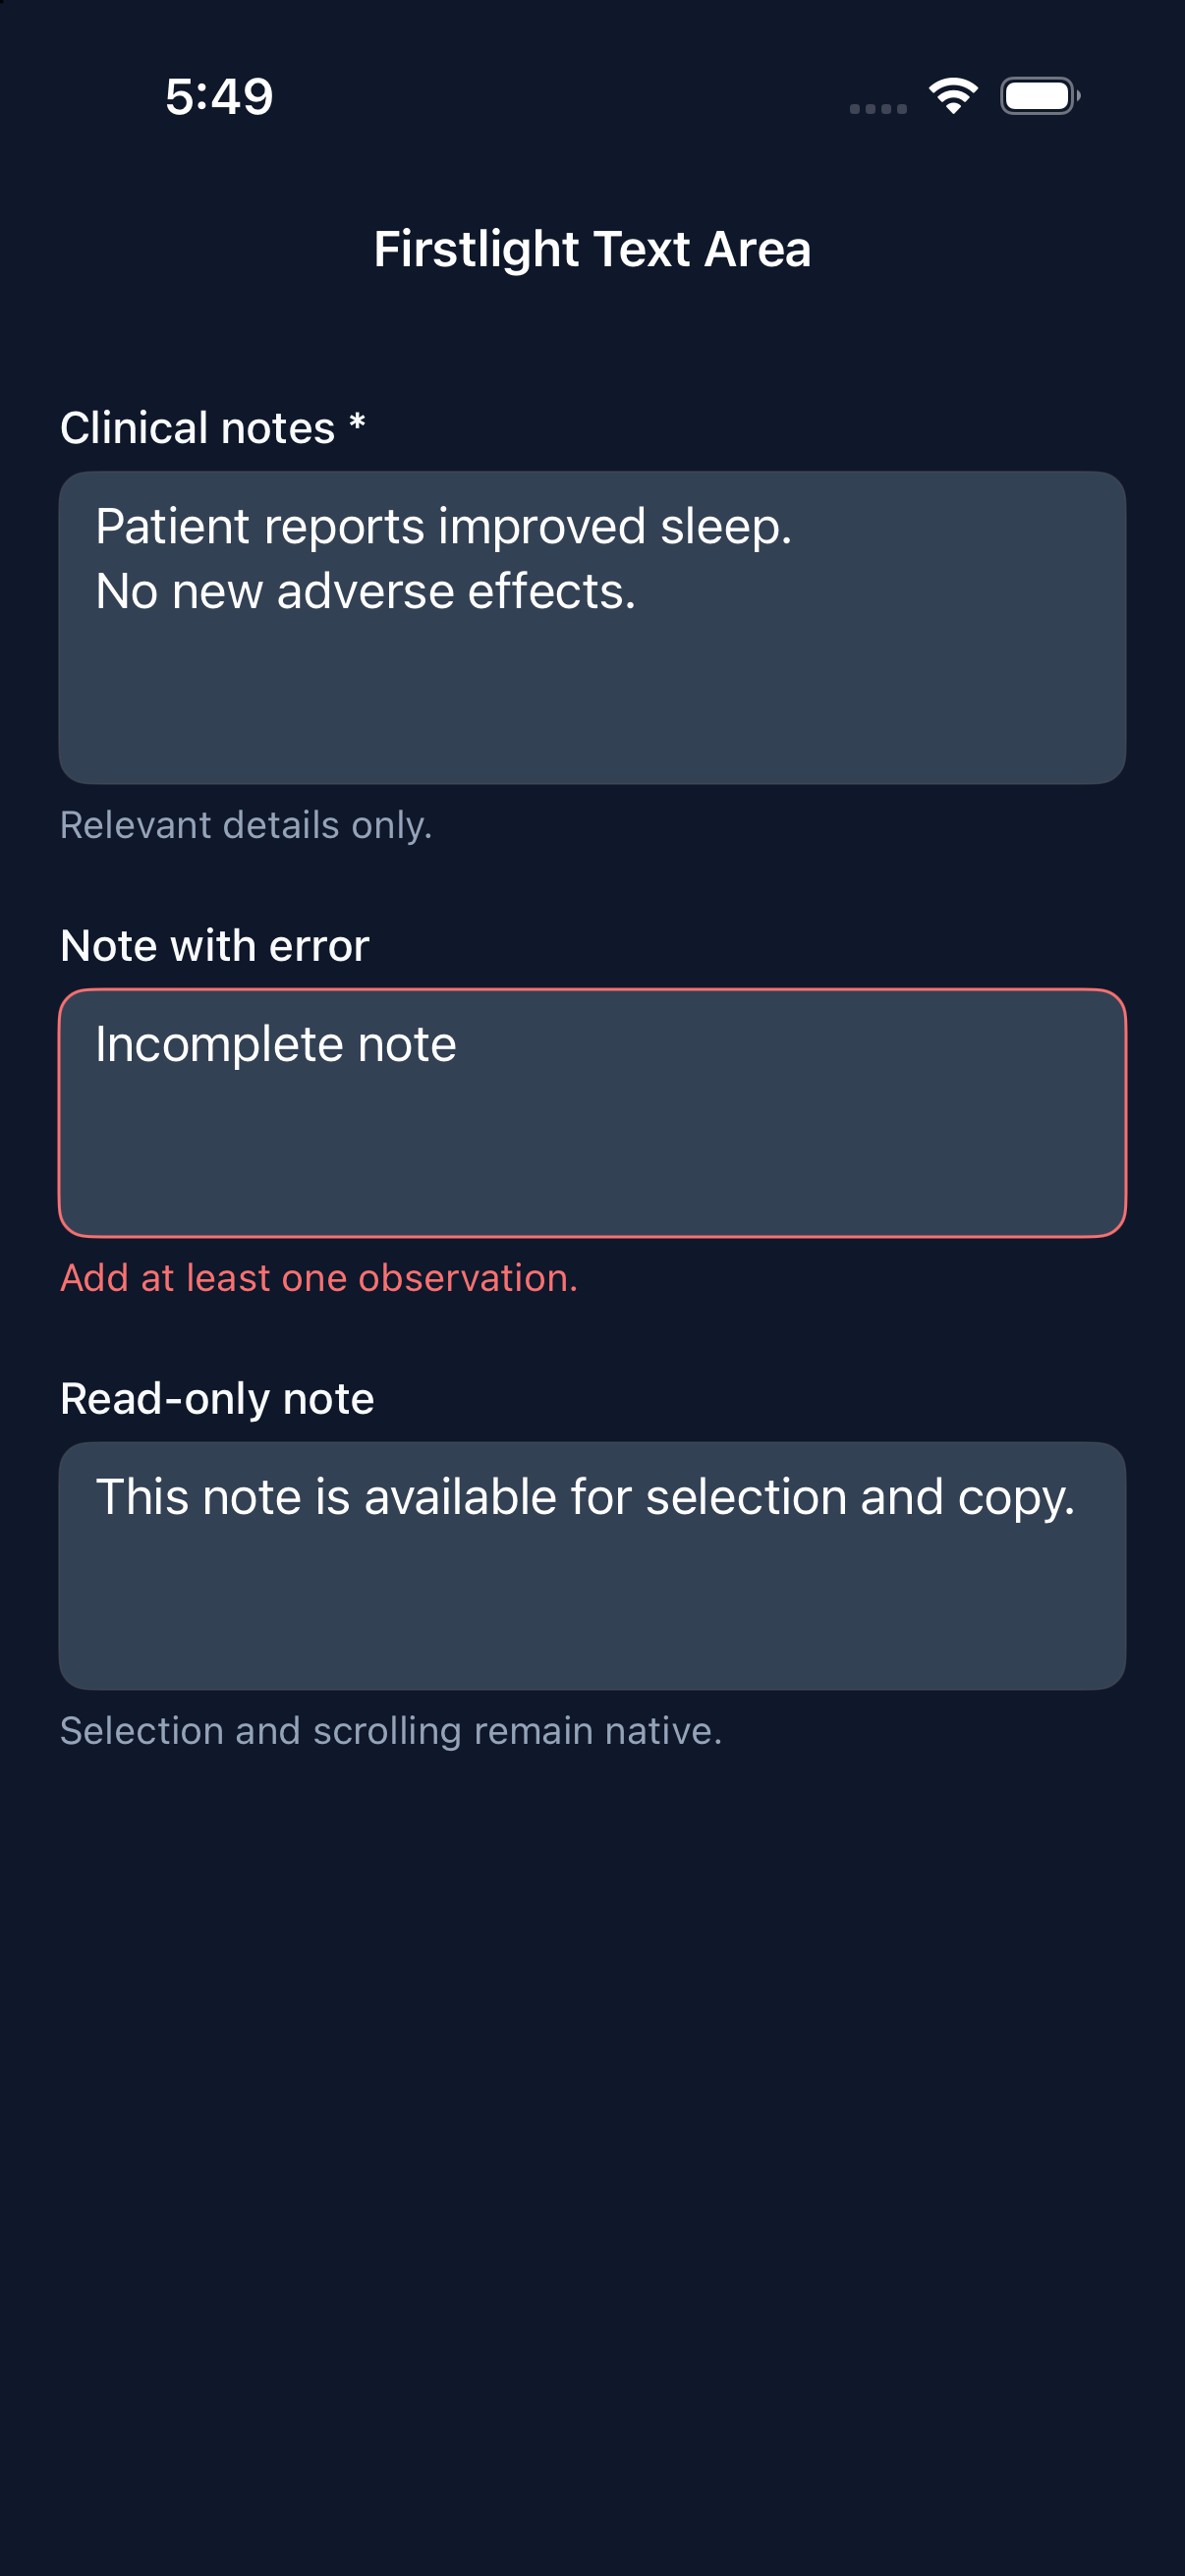 5:49
Firstlight Text Area
Clinical notes *
Patient reports improved sleep.
No new adverse effects.
Relevant details only.
Note with error
Incomplete note
Add at least one observation.
Read-only note
This note is available for selection and copy.
Selection and scrolling remain native.